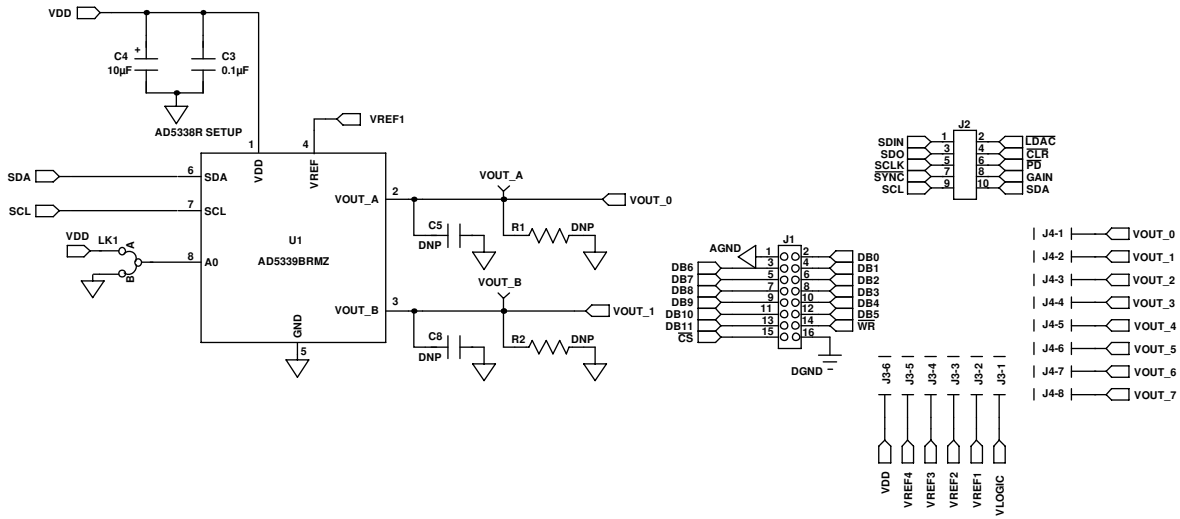 VDD
C4
+
10µF
C3
0.1µF
AD5338R SETUP
1
4
VREF1
VDD
VREF
SDA
6
SDA
SCL
7
SCL
VDD
LK1
A
B
8
A0
U1
AD5339BRMZ
VOUT_A
2
VOUT_A
VOUT_0
C5
DNP
R1
DNP
VOUT_B
3
VOUT_B
VOUT_1
C8
DNP
R2
DNP
GND
5
J1
AGND
1
2
DB0
DB6
3
4
DB1
DB7
5
6
DB2
DB8
7
8
DB3
DB9
9
10
DB4
DB10
11
12
DB5
DB11
13
14
WR
CS
15
16
DGND
J2
SDIN
1
2
LDAC
SDO
3
4
CLR
SCLK
5
6
PD
SYNC
7
8
GAIN
SCL
9
10
SDA
J4-1
VOUT_0
J4-2
VOUT_1
J4-3
VOUT_2
J4-4
VOUT_3
J4-5
VOUT_4
J4-6
VOUT_5
J4-7
VOUT_6
J4-8
VOUT_7
J3-6
J3-5
J3-4
J3-3
J3-2
J3-1
VDD
VREF4
VREF3
VREF2
VREF1
VLOGIC